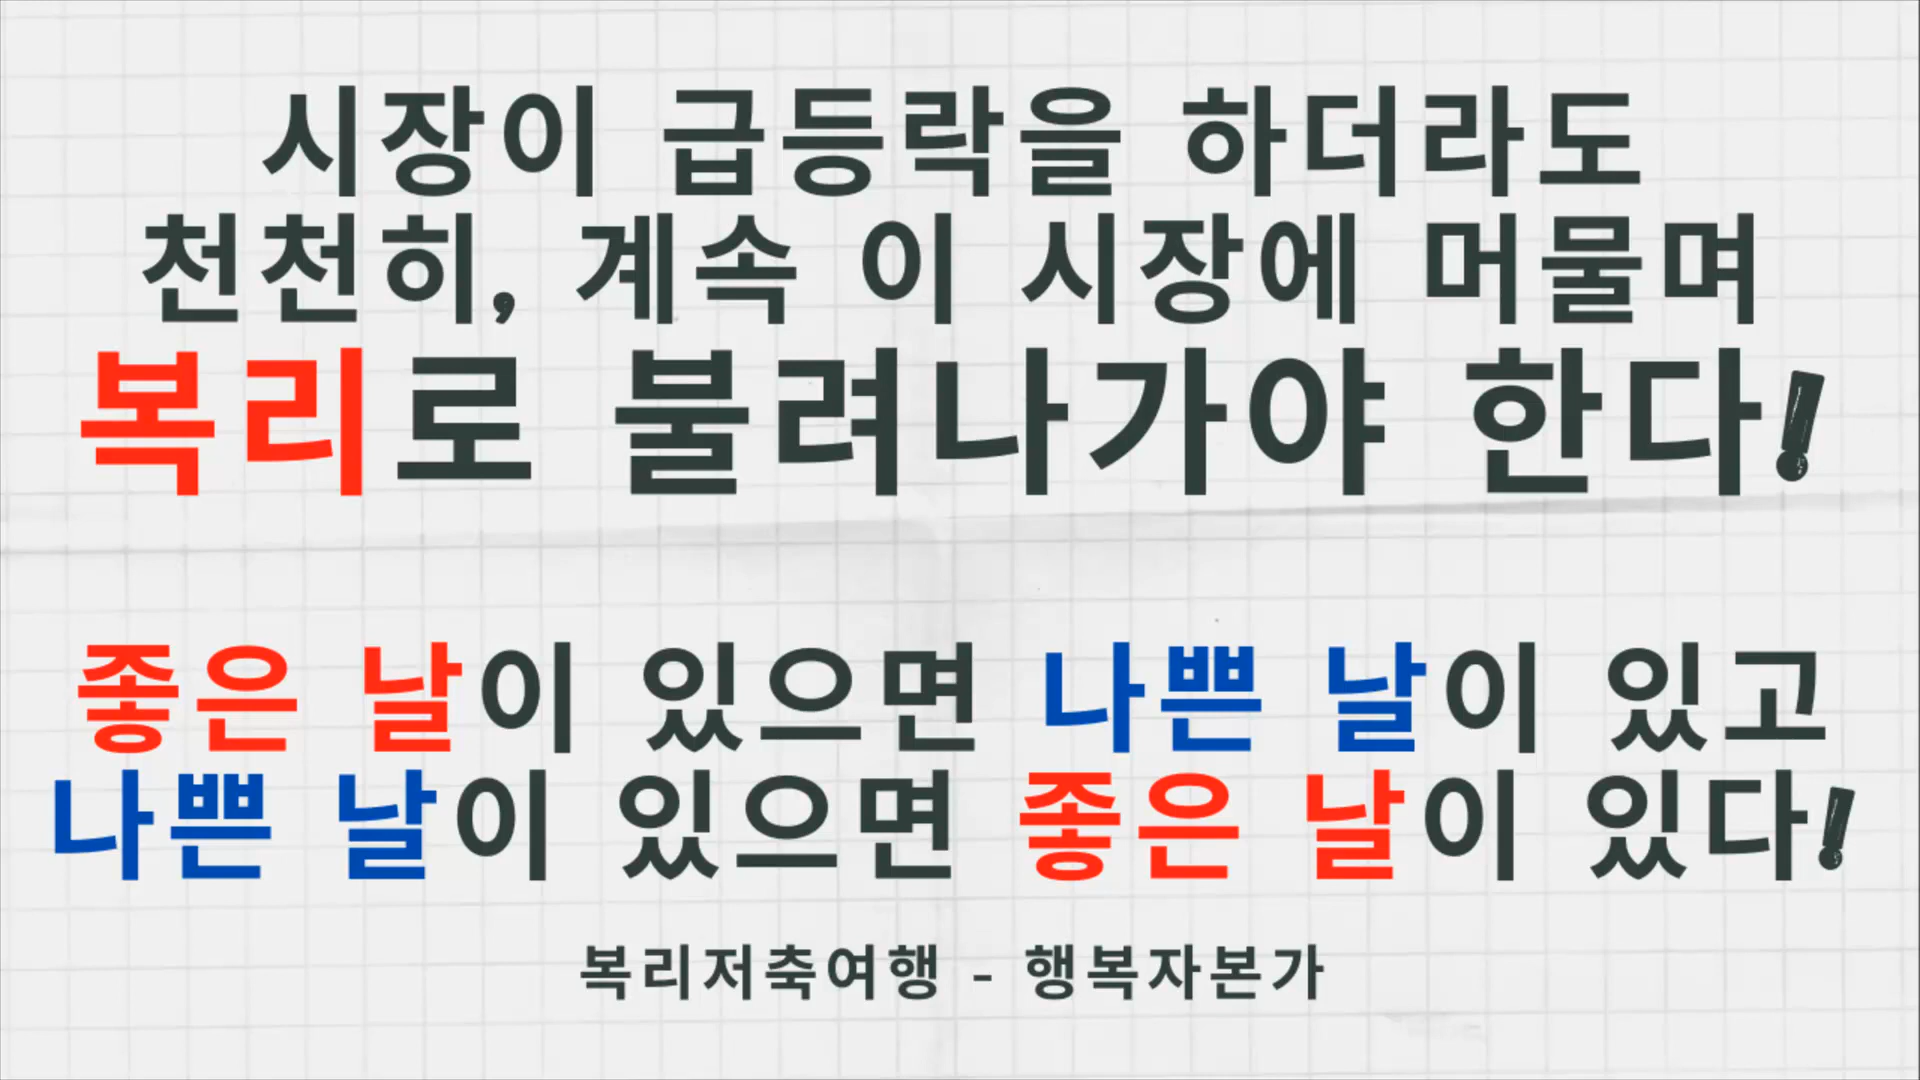 시장이 급등락을 하더라도
천천히, 계속 이 시장에 머물며
복리로 불려나가야 한다!
좋은 날이 있으면 나쁜 날이 있고
나쁜 날이 있으면 좋은 날이 있다!
복리저축여행 - 행복자본가